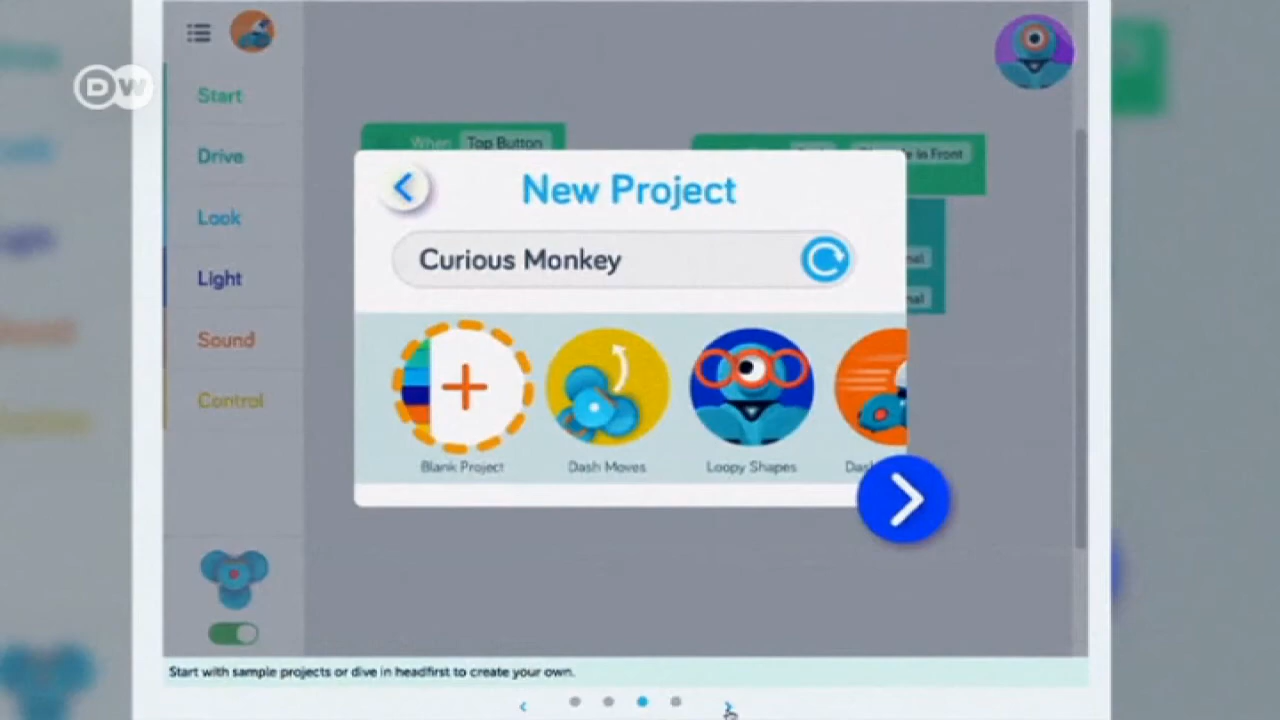 DW
Start
Drive
Look
Light
Sound
Control
When Top Button
in Front
New Project
Curious Monkey
Blank Project
Dash Moves
Loopy Shapes
Start with sample projects or dive in headfirst to create your own.